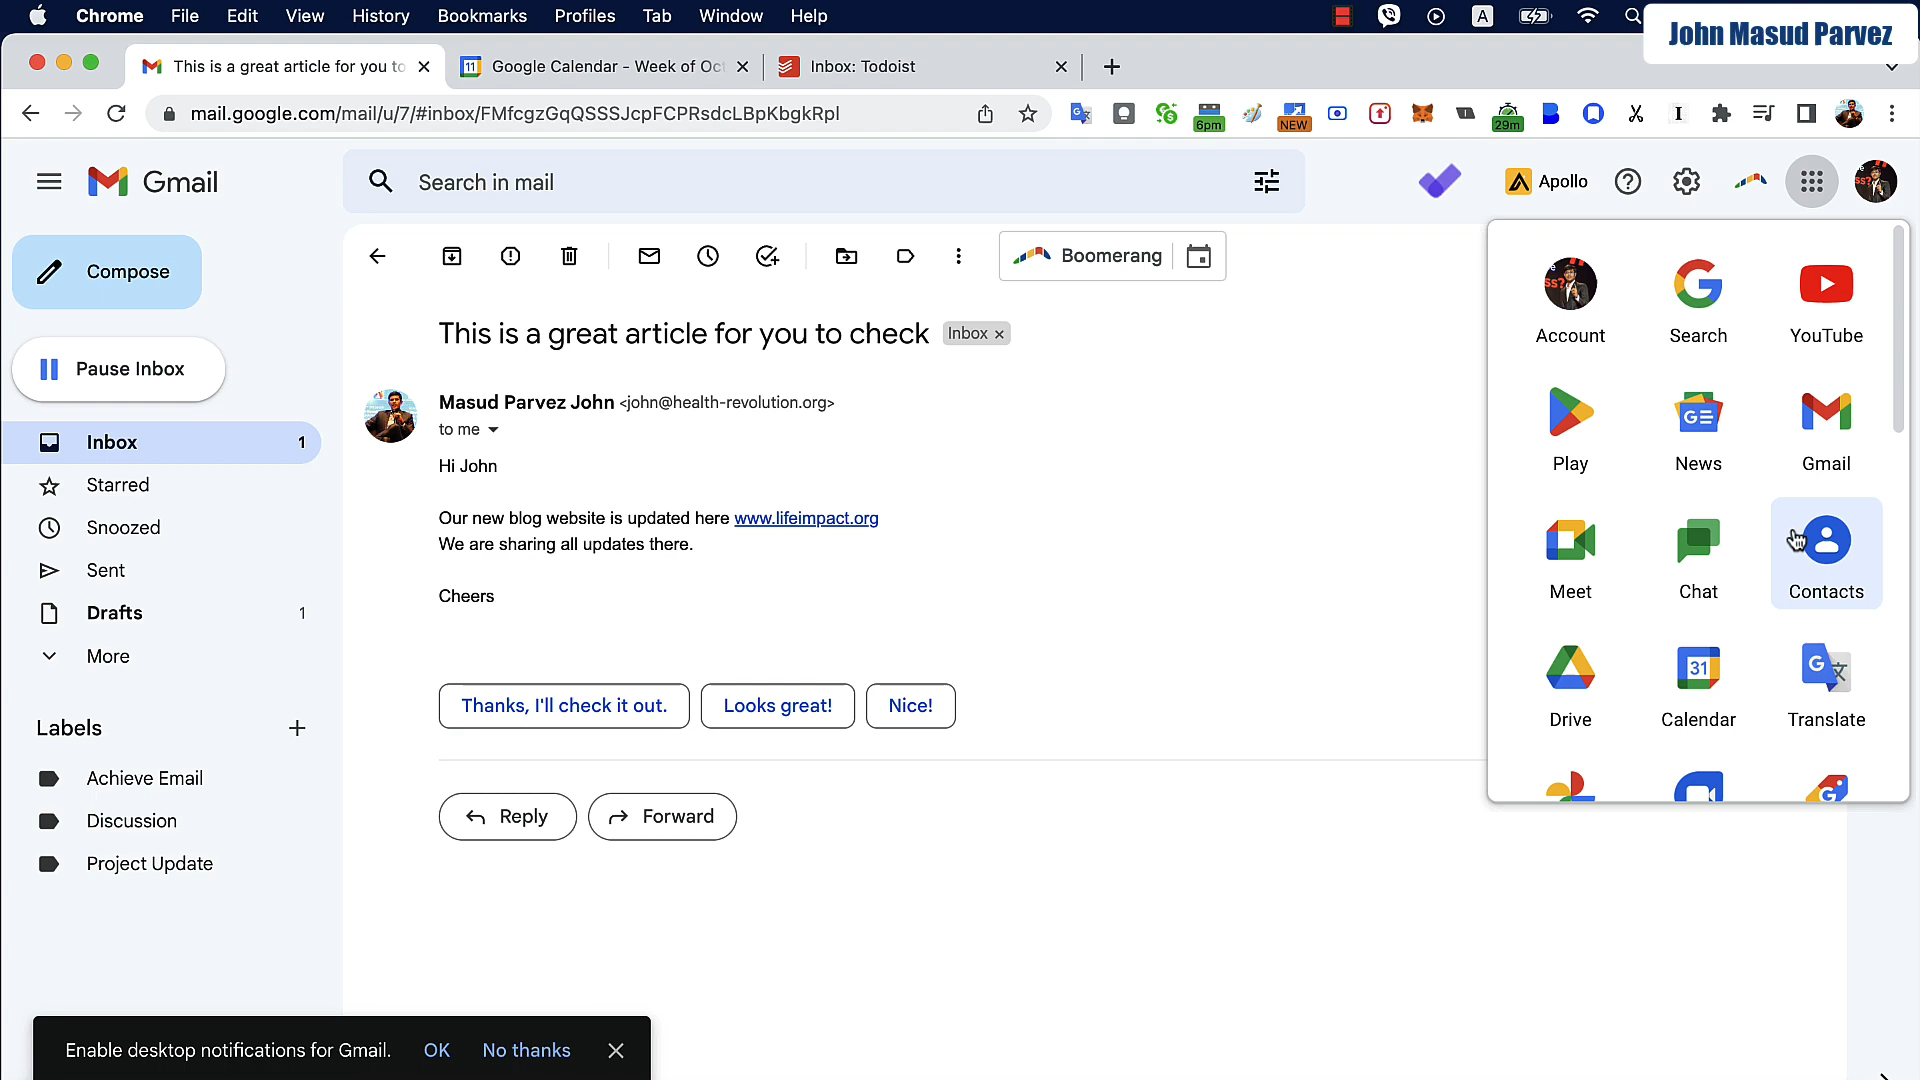 Chrome File Edit View History Bookmarks Profiles Tab Window Help
A
John Masud Parvez
This is a great article for you to
11
Google Calendar - Week of Oct
Inbox: Todoist
mail.google.com/mail/u/7/#inbox/FMfcgzGqQSSSJcpFCPRsdcLBpKbgkRpl
6pm
NEW
29m
Gmail
Search in mail
Apollo
Compose
Pause Inbox
Inbox 1
Starred
Snoozed
Sent
Drafts 1
More
Labels
Achieve Email
Discussion
Project Update
Boomerang
This is a great article for you to check
Inbox
Masud Parvez John <john@health-revolution.org>
to me
Hi John
Our new blog website is updated here www.lifeimpact.org
We are sharing all updates there.
Cheers
Thanks, I'll check it out.
Looks great!
Nice!
Reply
Forward
Account
Search
YouTube
Play
News
Gmail
Meet
Chat
Contacts
31
Drive
Calendar
Translate
Enable desktop notifications for Gmail. OK No thanks